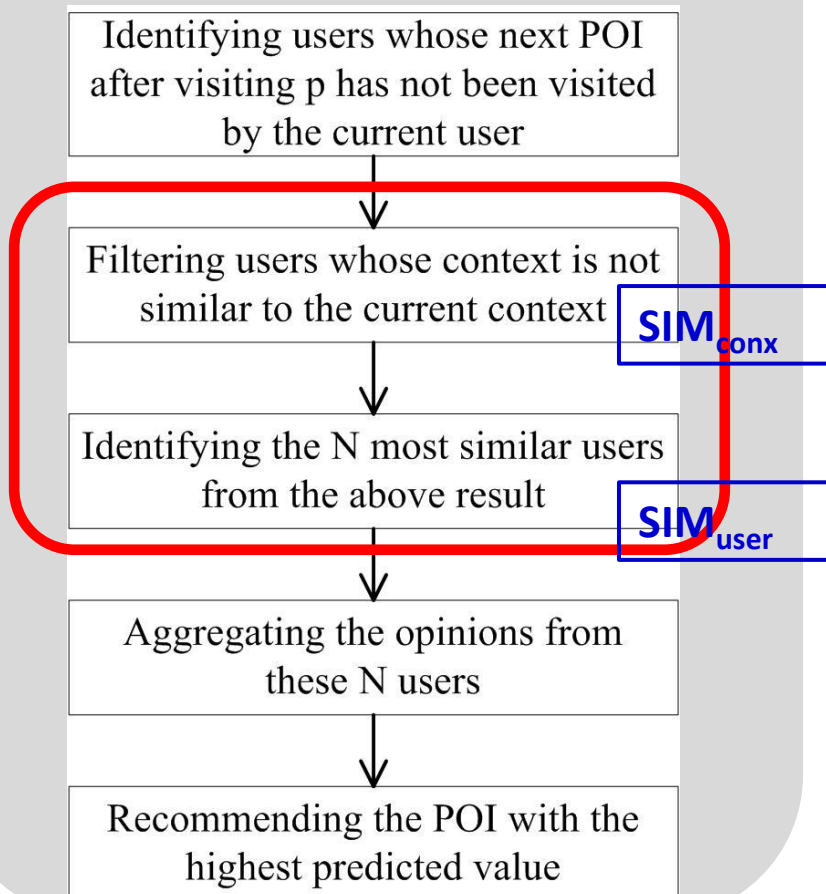 Identifying users whose next POI
after visiting p has not been visited
by the current user
Filtering users whose context is not
similar to the current context
SIMconx
Identifying the N most similar users
from the above result
SIMuser
Aggregating the opinions from
these N users
Recommending the POI with the
highest predicted value